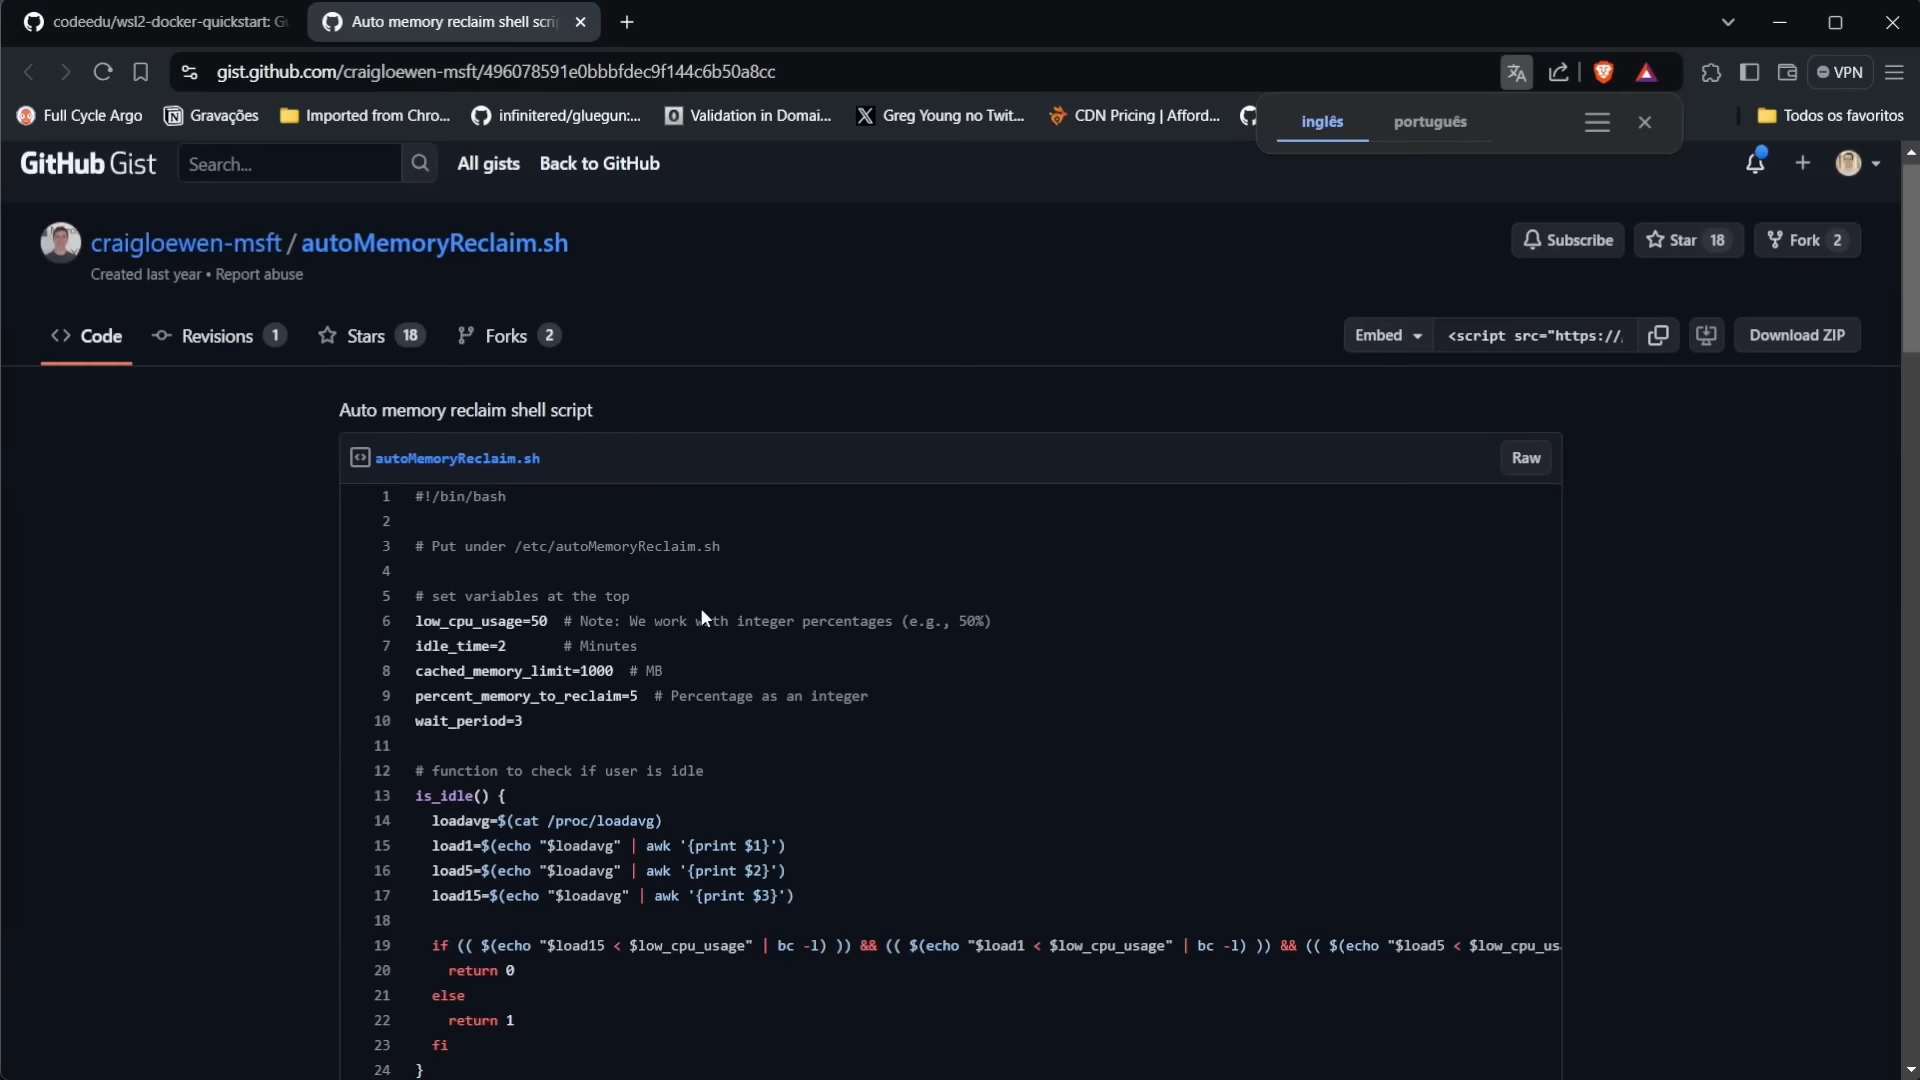 codeedu/wsl2-docker-quickstart: Gu
Auto memory reclaim shell scri
gist.github.com/craigloewen-msft/496078591e0bbbfdec9f144c6b50a8cc
VPN
Full Cycle Argo
Gravações
Imported from Chro...
infinitered/gluegun:...
Validation in Domai...
Greg Young no Twit...
CDN Pricing | Afford...
inglês
português
Todos os favoritos
GitHub Gist
Search...
All gists
Back to GitHub
craigloewen-msft / autoMemoryReclaim.sh
Subscribe
Star 18
Fork 2
Created last year • Report abuse
Code
Revisions 1
Stars 18
Forks 2
Embed
<script src="https://
Download ZIP
Auto memory reclaim shell script
autoMemoryReclaim.sh
Raw
1 #!/bin/bash
2
3 # Put under /etc/autoMemoryReclaim.sh
4
5 # set variables at the top
6 low_cpu_usage=50 # Note: We work with integer percentages (e.g., 50%)
7 idle_time=2 # Minutes
8 cached_memory_limit=1000 # MB
9 percent_memory_to_reclaim=5 # Percentage as an integer
10 wait_period=3
11
12 # function to check if user is idle
13 is_idle() {
14 loadavg=$(cat /proc/loadavg)
15 load1=$(echo "$loadavg" | awk '{print $1}')
16 load5=$(echo "$loadavg" | awk '{print $2}')
17 load15=$(echo "$loadavg" | awk '{print $3}')
18
19 if (( $(echo "$load15 < $low_cpu_usage" | bc -l) )) && (( $(echo "$load1 < $low_cpu_usage" | bc -l) )) && (( $(echo "$load5 < $low_cpu_us
20 return 0
21 else
22 return 1
23 fi
24 }